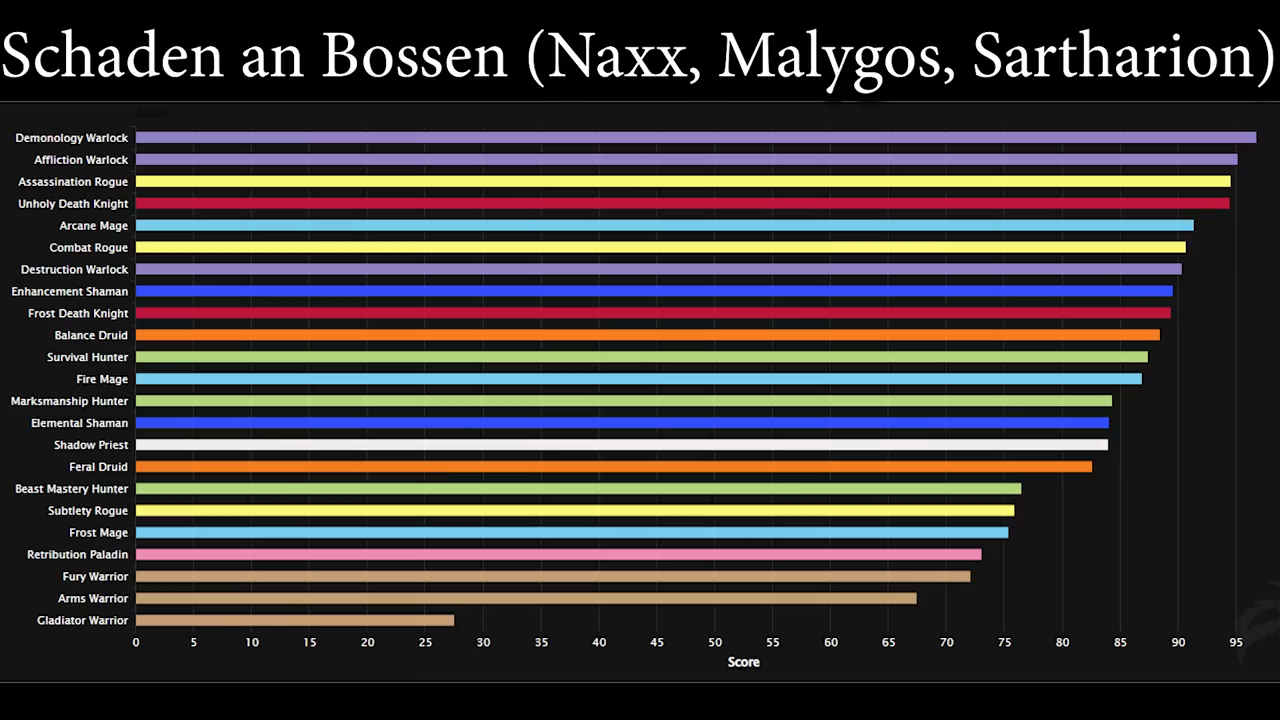 Schaden an Bossen (Naxx, Malygos, Sartharion)
Zoom
Demonology Warlock
Affliction Warlock
Assassination Rogue
Unholy Death Knight
Arcane Mage
Combat Rogue
Destruction Warlock
Enhancement Shaman
Frost Death Knight
Balance Druid
Survival Hunter
Fire Mage
Marksmanship Hunter
Elemental Shaman
Shadow Priest
Feral Druid
Beast Mastery Hunter
Subtlety Rogue
Frost Mage
Retribution Paladin
Fury Warrior
Arms Warrior
Gladiator Warrior
0 5 10 15 20 25 30 35 40 45 50 55 60 65 70 75 80 85 90 95
Score